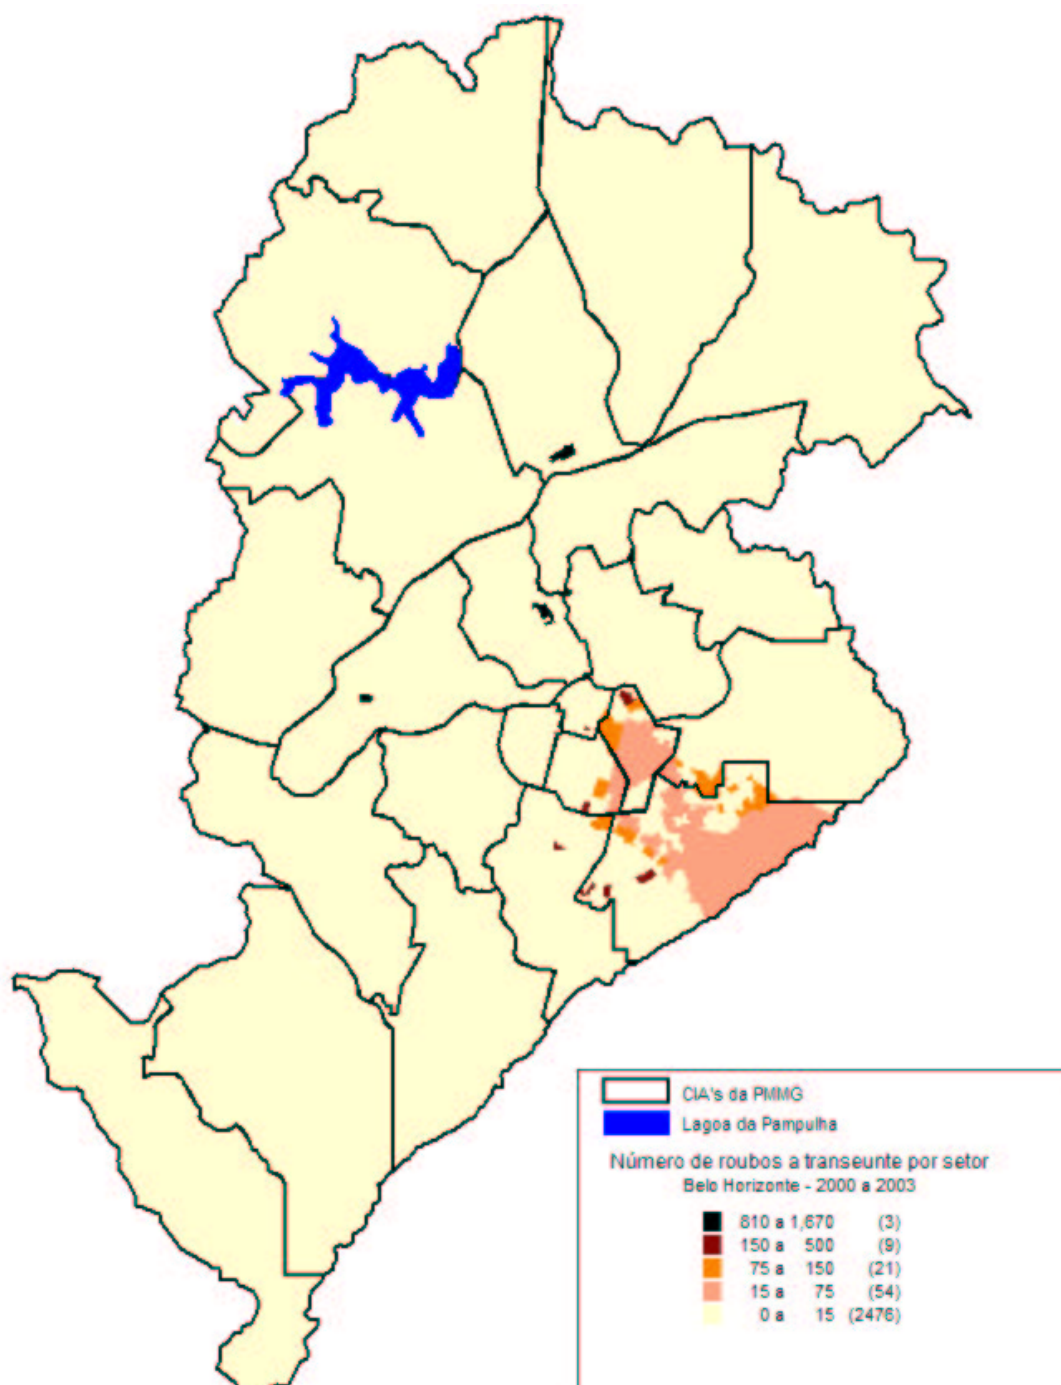 CIA's da PMMG
Lagoa da Pampulha
Número de roubos a transeunte por setor
Belo Horizonte - 2000 a 2003
810 a 1,670 (3)
150 a 500 (9)
75 a 150 (21)
15 a 75 (54)
0 a 15 (2476)